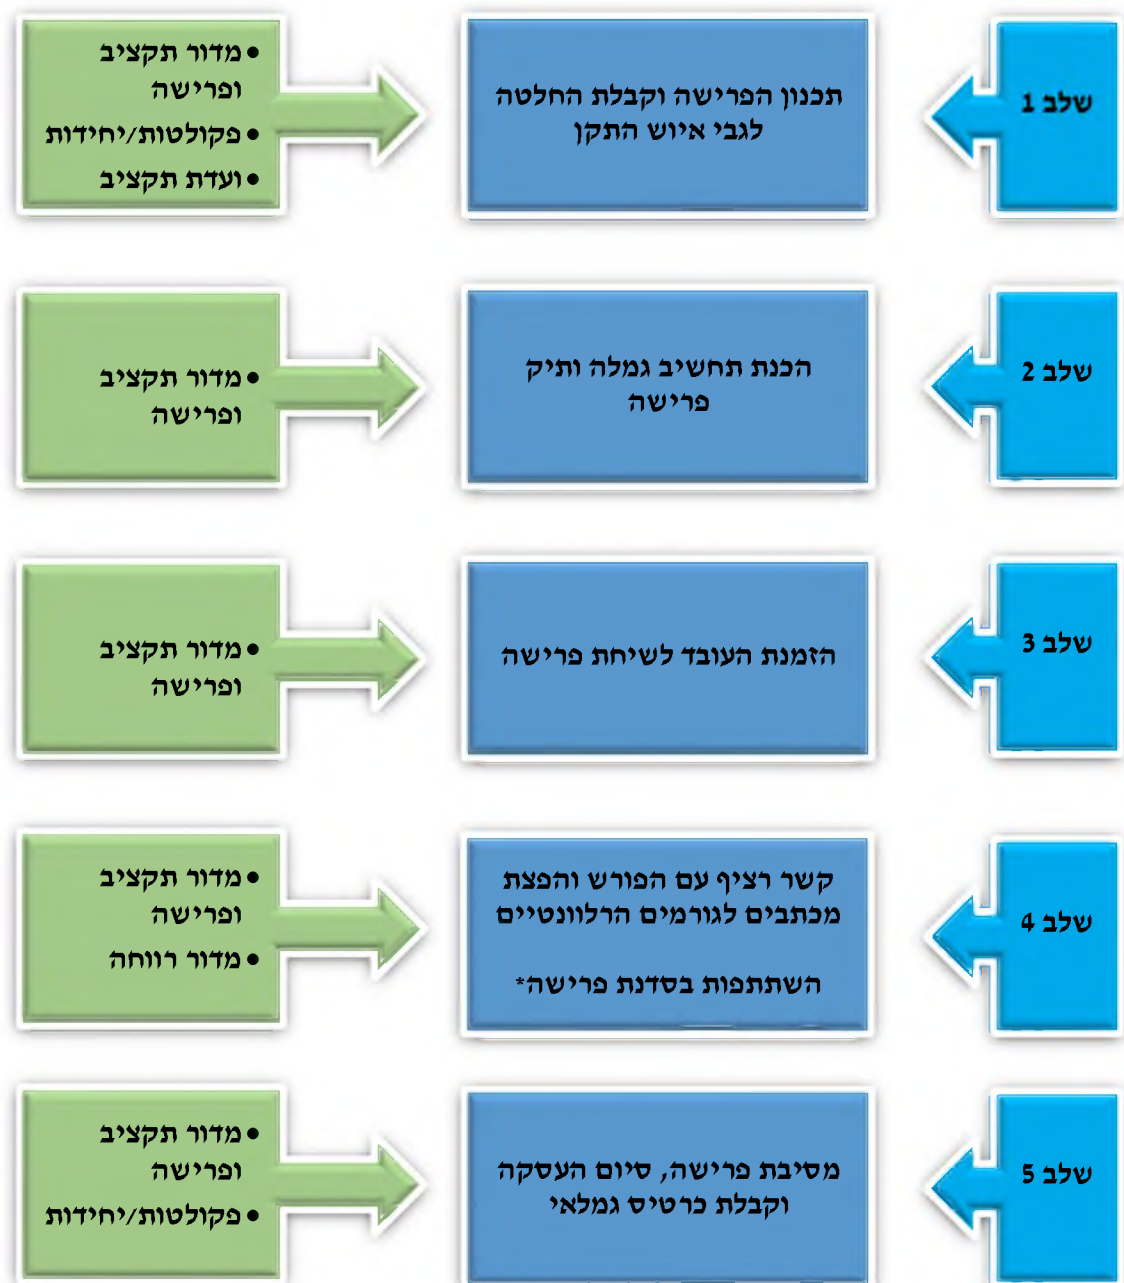 שלב 1
תכנון הפרישה וקבלת החלטה
לגבי איוש התקן
• מדור תקציב
ופרישה
• פקולטות/יחידות
• ועדת תקציב
שלב 2
הכנת תחשיב גמלה ותיק
פרישה
• מדור תקציב
ופרישה
שלב 3
הזמנת העובד לשיחת פרישה
• מדור תקציב
ופרישה
שלב 4
קשר רציף עם הפורש והפצת
מכתבים לגורמים הרלוונטיים
השתתפות בסדנת פרישה*
• מדור תקציב
ופרישה
• מדור רווחה
שלב 5
מסיבת פרישה, סיום העסקה
וקבלת כרטיס גמלאי
• מדור תקציב
ופרישה
• פקולטות/יחידות